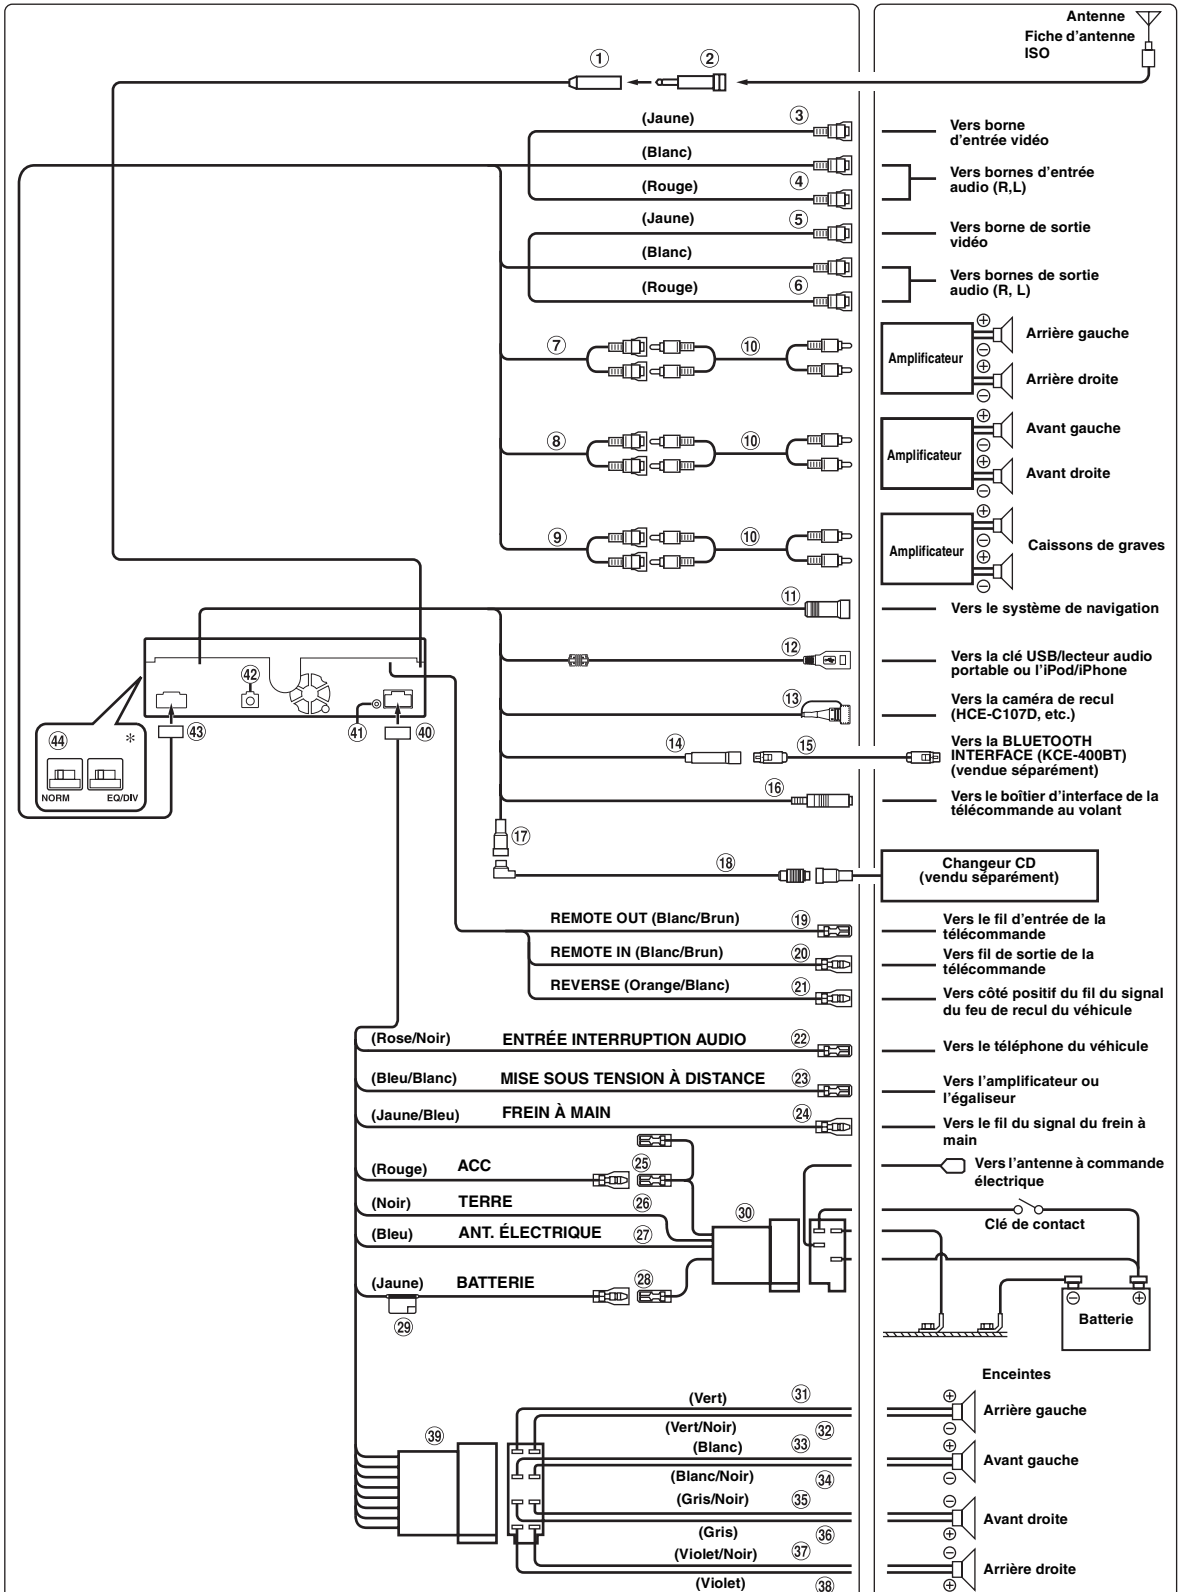 Antenne
Fiche d'antenne
ISO
① ②
(Jaune) ③ Vers borne
d'entrée vidéo
(Blanc)
Vers bornes d'entrée
audio (R,L)
(Rouge) ④
(Jaune) ⑤ Vers borne de sortie
vidéo
(Blanc)
Vers bornes de sortie
audio (R, L)
(Rouge) ⑥
⑦ ⑩ Amplificateur
⊕ ⊖ Arrière gauche
⊕ ⊖ Arrière droite
⑧ ⑩ Amplificateur
⊕ ⊖ Avant gauche
⊕ ⊖ Avant droite
⑨ ⑩ Amplificateur
⊕ ⊖ ⊕ ⊖ Caissons de graves
⑪ Vers le système de navigation
⑫ Vers la clé USB/lecteur audio
portable ou l'iPod/iPhone
⑬ Vers la caméra de recul
(HCE-C107D, etc.)
⑭ ⑮ Vers la BLUETOOTH
INTERFACE (KCE-400BT)
(vendue séparément)
⑯ Vers le boîtier d'interface de la
télécommande au volant
㊷
㊸ ㊶ ㊵
㊹ *
NORM EQ/DIV
⑰
⑱ Changeur CD
(vendu séparément)
REMOTE OUT (Blanc/Brun) ⑲ Vers le fil d'entrée de la
télécommande
REMOTE IN (Blanc/Brun) ⑳ Vers fil de sortie de la
télécommande
REVERSE (Orange/Blanc) ㉑ Vers côté positif du fil du signal
du feu de recul du véhicule
(Rose/Noir) ENTRÉE INTERRUPTION AUDIO ㉒ Vers le téléphone du véhicule
(Bleu/Blanc) MISE SOUS TENSION À DISTANCE ㉓ Vers l'amplificateur ou
l'égaliseur
(Jaune/Bleu) FREIN À MAIN ㉔ Vers le fil du signal du frein à
main
(Rouge) ACC ㉕ Vers l'antenne à commande
électrique
(Noir) TERRE ㉖ ㉚ Clé de contact
(Bleu) ANT. ÉLECTRIQUE ㉗
(Jaune) BATTERIE ㉘
㉙
⊖ ⊕
Batterie
Enceintes
(Vert) ㉛ ⊕ Arrière gauche
(Vert/Noir) ㉜ ⊖
㊴
(Blanc) ㉝ ⊕ Avant gauche
(Blanc/Noir) ㉞ ⊖
(Gris/Noir) ㉟ ⊖ Avant droite
(Gris) ㊱ ⊕
(Violet/Noir) ㊲ ⊖ Arrière droite
(Violet) ㊳ ⊕